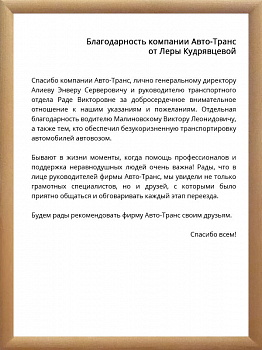 Благодарность компании Авто-Транс
от Леры Кудрявцевой
Спасибо компании Авто-Транс, лично генеральному директору
Алиеву Энверу Серверовичу и руководителю транспортного
отдела Раде Викторовне за добросердечное внимательное
отношение к нашим указаниям и пожеланиям. Отдельная
благодарность водителю Малиновскому Виктору Леонидовичу,
а также тем, кто обеспечил безукоризненную транспортировку
автомобилей автовозом.
Бывают в жизни моменты, когда помощь профессионалов и
поддержка неравнодушных людей очень важна! Рады, что в
лице руководителей фирмы Авто-Транс, мы увидели не только
грамотных специалистов, но и друзей, с которыми было
приятно общаться и обговаривать каждый этап переезда.
Будем рады рекомендовать фирму Авто-Транс своим друзьям.
Спасибо всем!